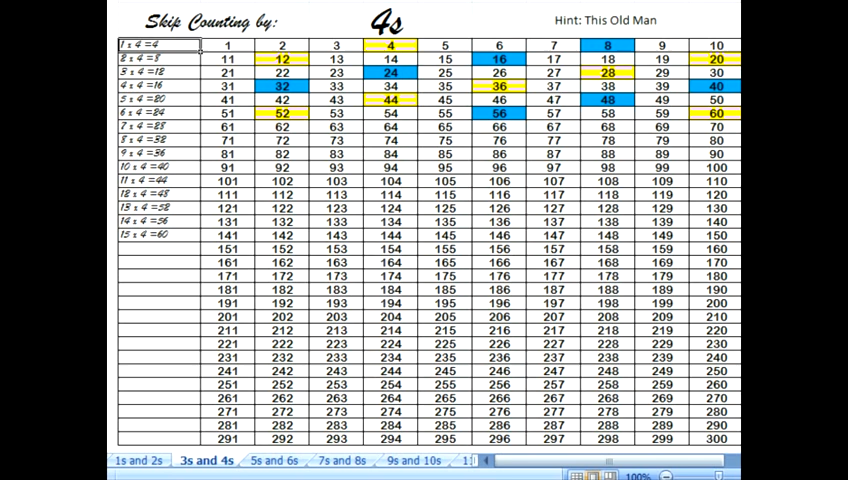 Skip Counting by: 4s Hint: This Old Man
1 x 4 =4 1 2 3 4 5 6 7 8 9 10
2 x 4 =8 11 12 13 14 15 16 17 18 19 20
3 x 4 =12 21 22 23 24 25 26 27 28 29 30
4 x 4 =16 31 32 33 34 35 36 37 38 39 40
5 x 4 =20 41 42 43 44 45 46 47 48 49 50
6 x 4 =24 51 52 53 54 55 56 57 58 59 60
7 x 4 =28 61 62 63 64 65 66 67 68 69 70
8 x 4 =32 71 72 73 74 75 76 77 78 79 80
9 x 4 =36 81 82 83 84 85 86 87 88 89 90
10 x 4 =40 91 92 93 94 95 96 97 98 99 100
11 x 4 =44 101 102 103 104 105 106 107 108 109 110
12 x 4 =48 111 112 113 114 115 116 117 118 119 120
13 x 4 =52 121 122 123 124 125 126 127 128 129 130
14 x 4 =56 131 132 133 134 135 136 137 138 139 140
15 x 4 =60 141 142 143 144 145 146 147 148 149 150
151 152 153 154 155 156 157 158 159 160
161 162 163 164 165 166 167 168 169 170
171 172 173 174 175 176 177 178 179 180
181 182 183 184 185 186 187 188 189 190
191 192 193 194 195 196 197 198 199 200
201 202 203 204 205 206 207 208 209 210
211 212 213 214 215 216 217 218 219 220
221 222 223 224 225 226 227 228 229 230
231 232 233 234 235 236 237 238 239 240
241 242 243 244 245 246 247 248 249 250
251 252 253 254 255 256 257 258 259 260
261 262 263 264 265 266 267 268 269 270
271 272 273 274 275 276 277 278 279 280
281 282 283 284 285 286 287 288 289 290
291 292 293 294 295 296 297 298 299 300
1s and 2s 3s and 4s 5s and 6s 7s and 8s 9s and 10s
100%